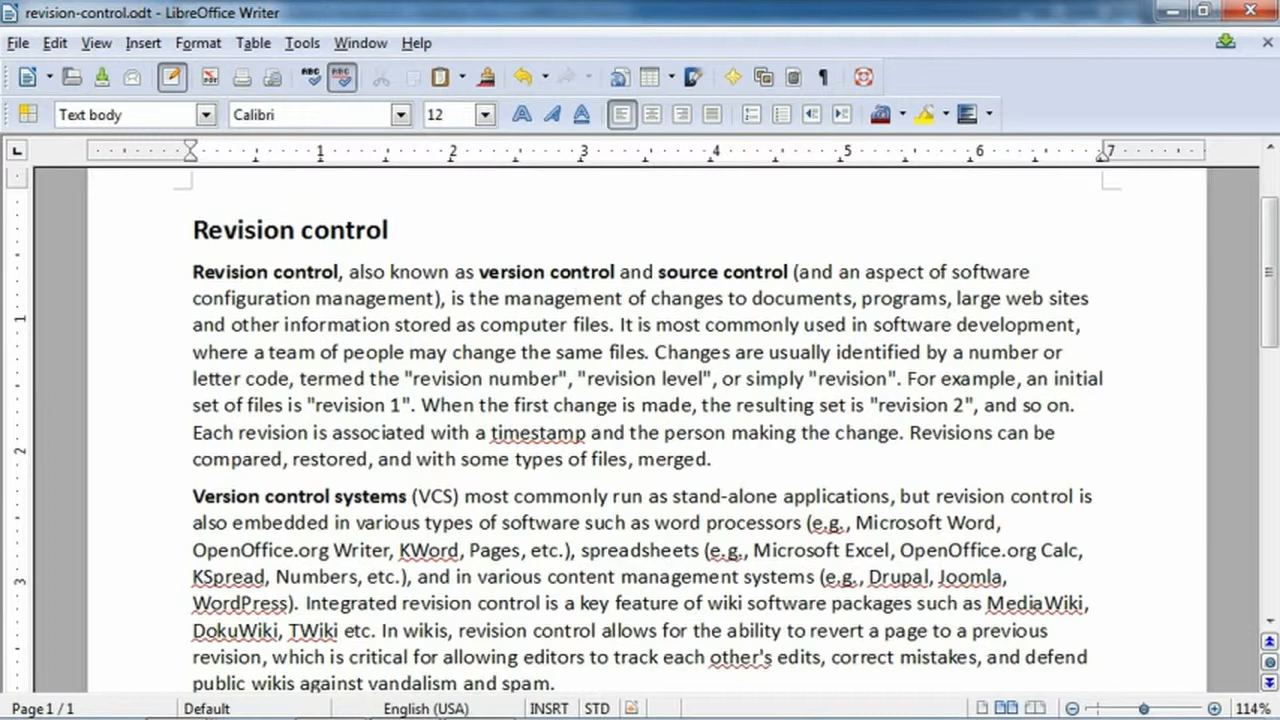 revision-control.odt - LibreOffice Writer
File Edit View Insert Format Table Tools Window Help
Text body Calibri 12
1 2 3 4 5 6 7
Revision control
Revision control, also known as version control and source control (and an aspect of software
configuration management), is the management of changes to documents, programs, large web sites
1
and other information stored as computer files. It is most commonly used in software development,
where a team of people may change the same files. Changes are usually identified by a number or
letter code, termed the "revision number", "revision level", or simply "revision". For example, an initial
set of files is "revision 1". When the first change is made, the resulting set is "revision 2", and so on.
Each revision is associated with a timestamp and the person making the change. Revisions can be
2
compared, restored, and with some types of files, merged.
Version control systems (VCS) most commonly run as stand-alone applications, but revision control is
also embedded in various types of software such as word processors (e.g., Microsoft Word,
OpenOffice.org Writer, KWord, Pages, etc.), spreadsheets (e.g., Microsoft Excel, OpenOffice.org Calc,
3
KSpread, Numbers, etc.), and in various content management systems (e.g., Drupal, Joomla,
WordPress). Integrated revision control is a key feature of wiki software packages such as MediaWiki,
DokuWiki, TWiki etc. In wikis, revision control allows for the ability to revert a page to a previous
revision, which is critical for allowing editors to track each other's edits, correct mistakes, and defend
public wikis against vandalism and spam.
Page 1 / 1 Default English (USA) INSRT STD 114%